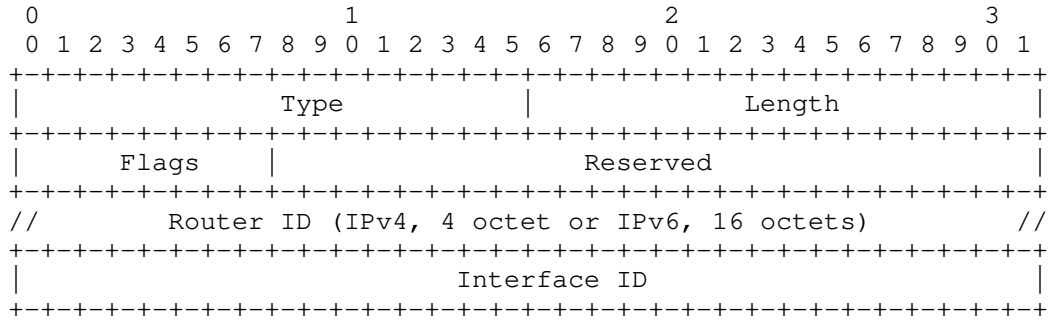 0                   1                   2                   3
 0 1 2 3 4 5 6 7 8 9 0 1 2 3 4 5 6 7 8 9 0 1 2 3 4 5 6 7 8 9 0 1
+-+-+-+-+-+-+-+-+-+-+-+-+-+-+-+-+-+-+-+-+-+-+-+-+-+-+-+-+-+-+-+-+
|               Type            |             Length            |
+-+-+-+-+-+-+-+-+-+-+-+-+-+-+-+-+-+-+-+-+-+-+-+-+-+-+-+-+-+-+-+-+
|      Flags    |                   Reserved                    |
+-+-+-+-+-+-+-+-+-+-+-+-+-+-+-+-+-+-+-+-+-+-+-+-+-+-+-+-+-+-+-+-+
//        Router ID (IPv4, 4 octet or IPv6, 16 octets)         //
+-+-+-+-+-+-+-+-+-+-+-+-+-+-+-+-+-+-+-+-+-+-+-+-+-+-+-+-+-+-+-+-+
|                           Interface ID                        |
+-+-+-+-+-+-+-+-+-+-+-+-+-+-+-+-+-+-+-+-+-+-+-+-+-+-+-+-+-+-+-+-+